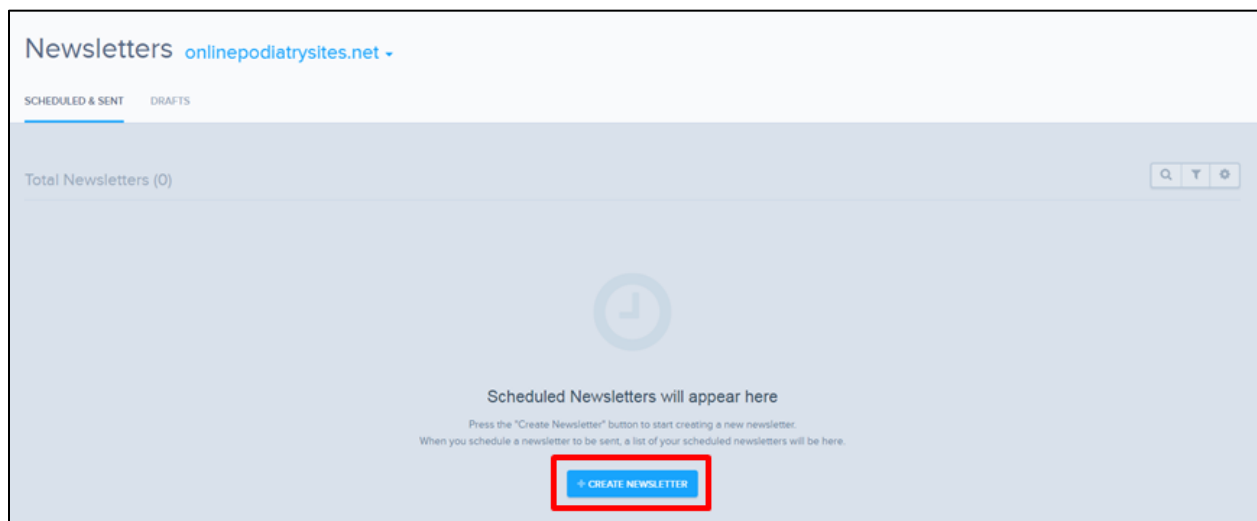 Newsletters onlinepodiatrysites.net
SCHEDULED & SENT DRAFTS
Total Newsletters (0)
Scheduled Newsletters will appear here
Press the "Create Newsletter" button to start creating a new newsletter.
When you schedule a newsletter to be sent, a list of your scheduled newsletters will be here.
+ CREATE NEWSLETTER